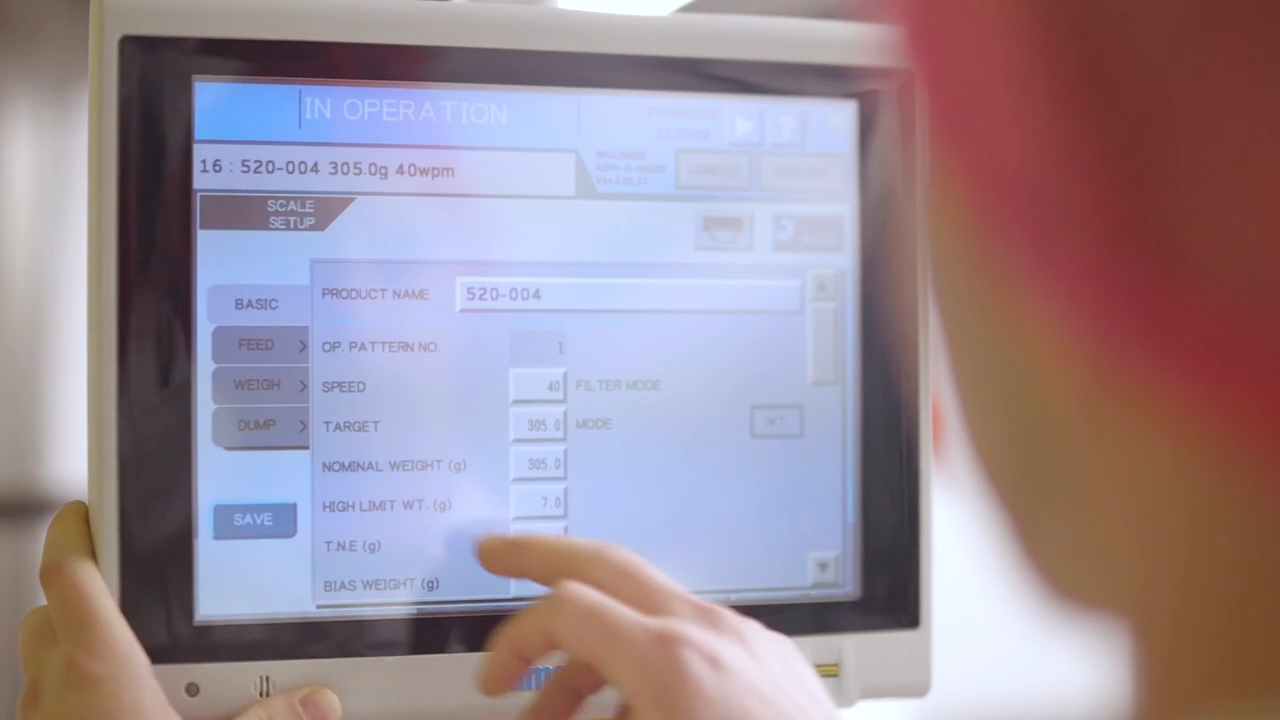 IN OPERATION
16 : 520-004 305.0g 40wpm
SCALE
SETUP
BASIC
PRODUCT NAME 520-004
FEED >
OP. PATTERN NO. 1
WEIGH >
SPEED 40 FILTER MODE
DUMP >
TARGET 305.0 MODE WT.
NOMINAL WEIGHT (g) 305.0
HIGH LIMIT WT. (g) 7.0
SAVE
T.N.E (g)
BIAS WEIGHT (g)